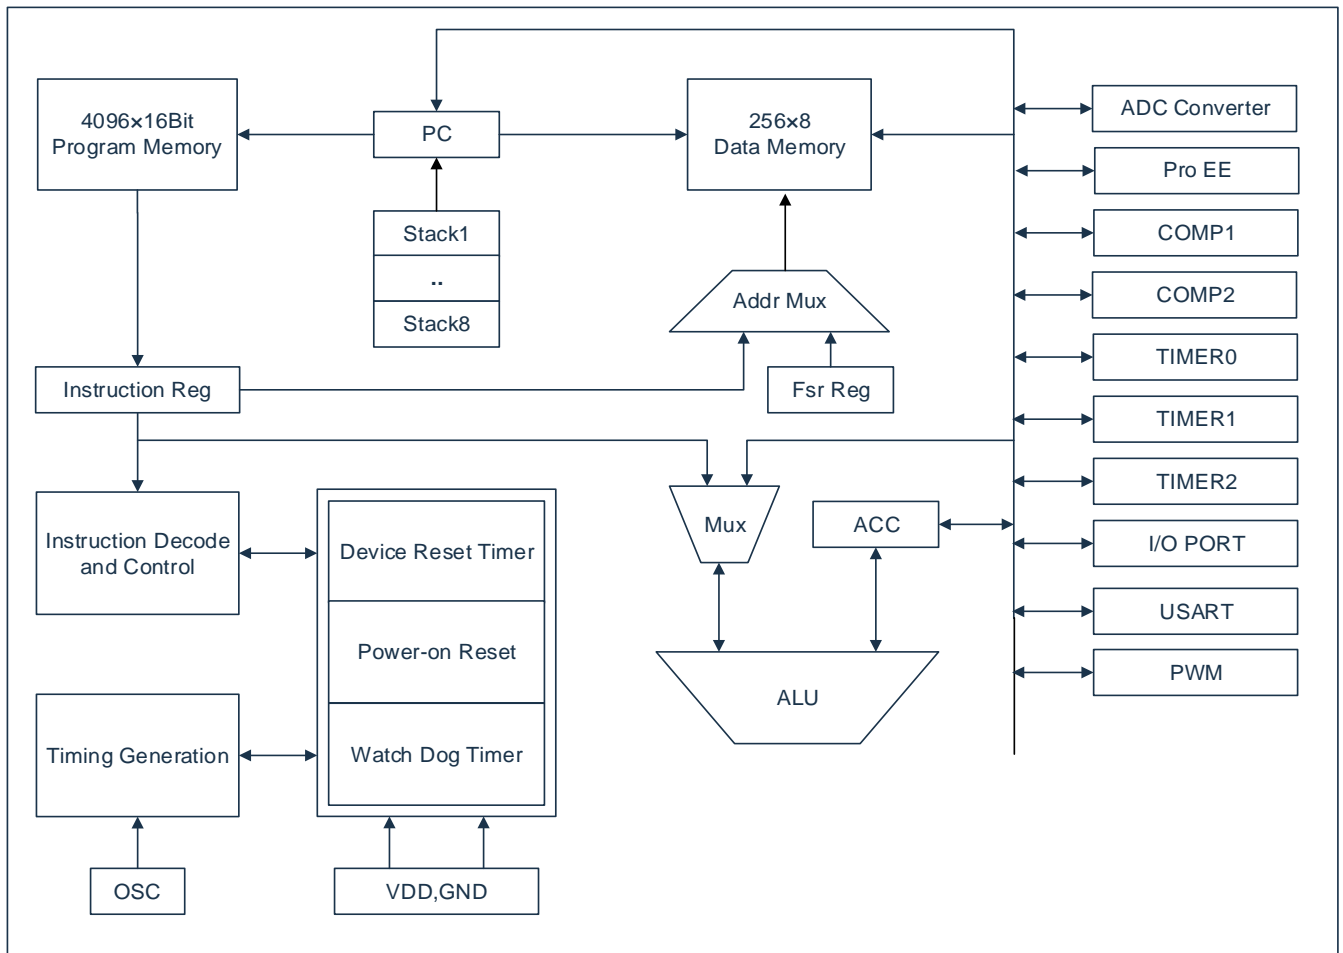 4096×16Bit
Program Memory
PC
256×8
Data Memory
ADC Converter
Pro EE
Stack1
..
Stack8
COMP1
Addr Mux
COMP2
TIMER0
Instruction Reg
Fsr Reg
TIMER1
TIMER2
Instruction Decode
and Control
Device Reset Timer
Mux
ACC
I/O PORT
USART
Power-on Reset
ALU
PWM
Timing Generation
Watch Dog Timer
OSC
VDD,GND